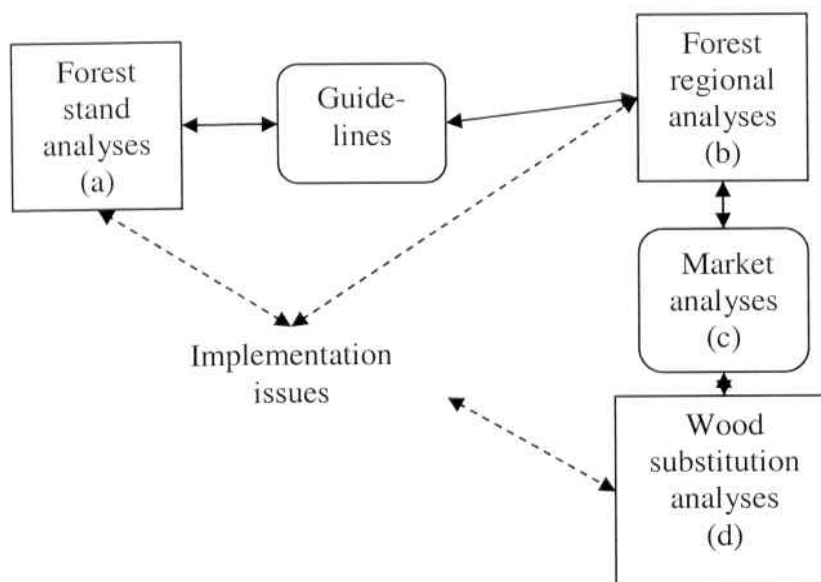 Forest
stand
analyses
(a)
Guide-
lines
Forest
regional
analyses
(b)
Market
analyses
(c)
Implementation
issues
Wood
substitution
analyses
(d)